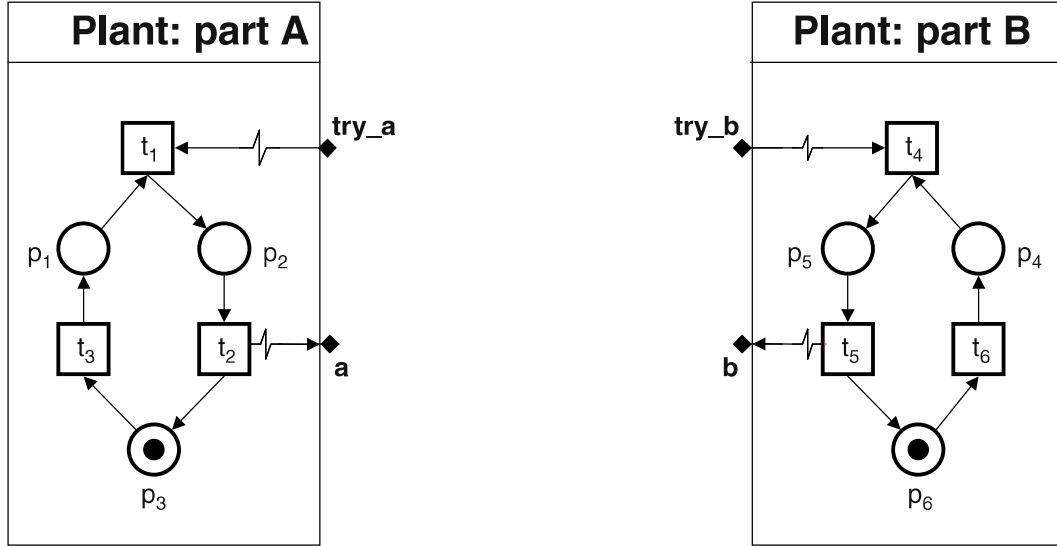 Plant: part A
try_a
t₁
p₁
p₂
t₃
t₂
a
p₃
Plant: part B
try_b
t₄
p₅
p₄
b
t₅
t₆
p₆